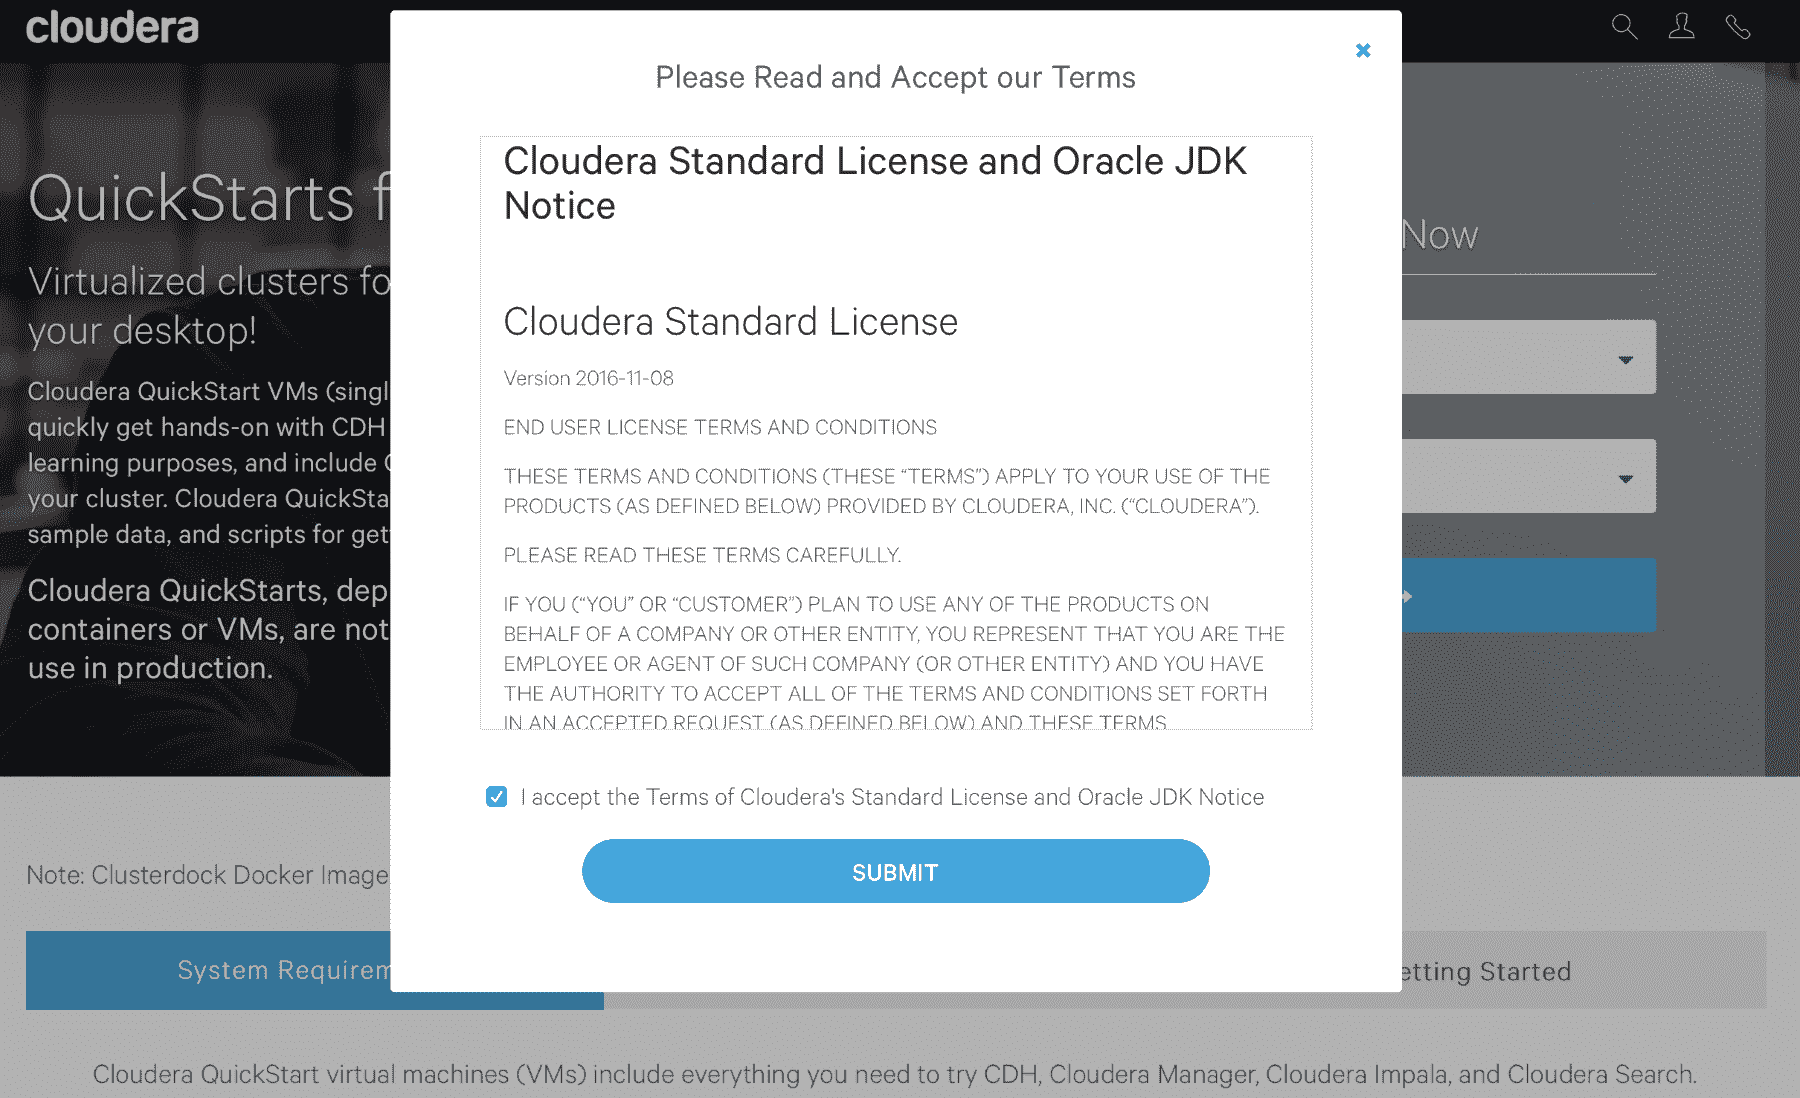 cloudera
QuickStarts f
Virtualized clusters fo
your desktop!
Cloudera QuickStart VMs (singl
quickly get hands-on with CDH
learning purposes, and include
your cluster. Cloudera QuickSta
sample data, and scripts for get
Cloudera QuickStarts, dep
containers or VMs, are not
use in production.
Please Read and Accept our Terms
Cloudera Standard License and Oracle JDK
Notice
Cloudera Standard License
Version 2016-11-08
END USER LICENSE TERMS AND CONDITIONS
THESE TERMS AND CONDITIONS (THESE “TERMS”) APPLY TO YOUR USE OF THE
PRODUCTS (AS DEFINED BELOW) PROVIDED BY CLOUDERA, INC. (“CLOUDERA”).
PLEASE READ THESE TERMS CAREFULLY.
IF YOU (“YOU” OR “CUSTOMER”) PLAN TO USE ANY OF THE PRODUCTS ON
BEHALF OF A COMPANY OR OTHER ENTITY, YOU REPRESENT THAT YOU ARE THE
EMPLOYEE OR AGENT OF SUCH COMPANY (OR OTHER ENTITY) AND YOU HAVE
THE AUTHORITY TO ACCEPT ALL OF THE TERMS AND CONDITIONS SET FORTH
IN AN ACCEPTED REQUEST (AS DEFINED BELOW) AND THESE TERMS
I accept the Terms of Cloudera's Standard License and Oracle JDK Notice
SUBMIT
Now
Note: Clusterdock Docker Image
System Requirem
etting Started
Cloudera QuickStart virtual machines (VMs) include everything you need to try CDH, Cloudera Manager, Cloudera Impala, and Cloudera Search.